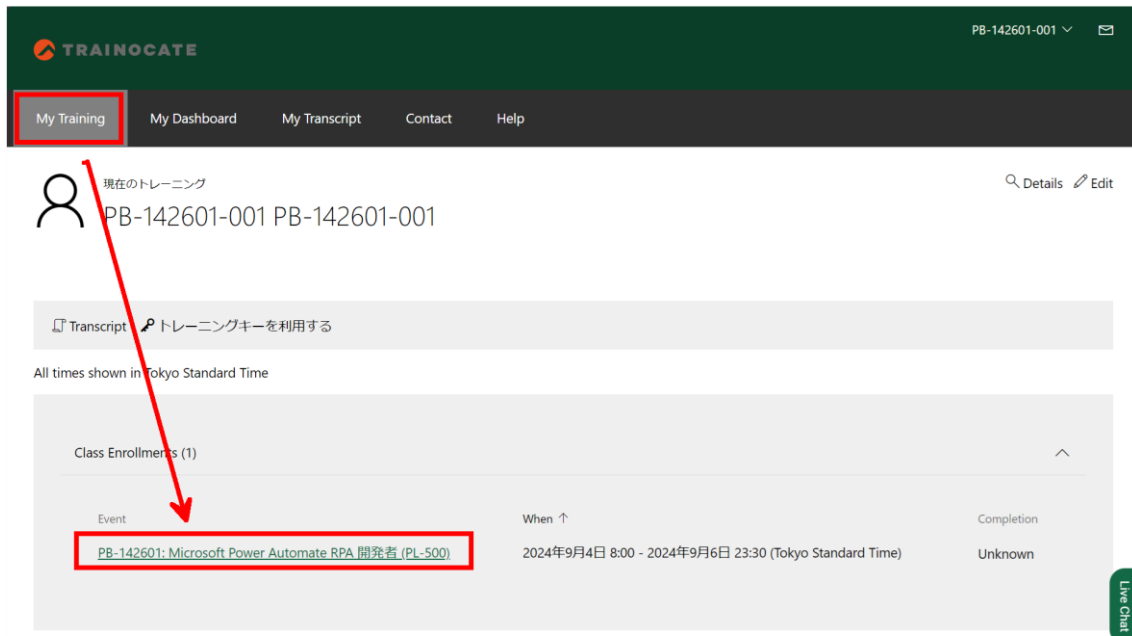 PB-142601-001
TRAINOCATE
My Training My Dashboard My Transcript Contact Help
現在のトレーニング
Details Edit
PB-142601-001 PB-142601-001
Transcript トレーニングキーを利用する
All times shown in Tokyo Standard Time
Class Enrollments (1)
Event When ↑ Completion
PB-142601: Microsoft Power Automate RPA 開発者 (PL-500) 2024年9月4日 8:00 - 2024年9月6日 23:30 (Tokyo Standard Time) Unknown
Live Chat